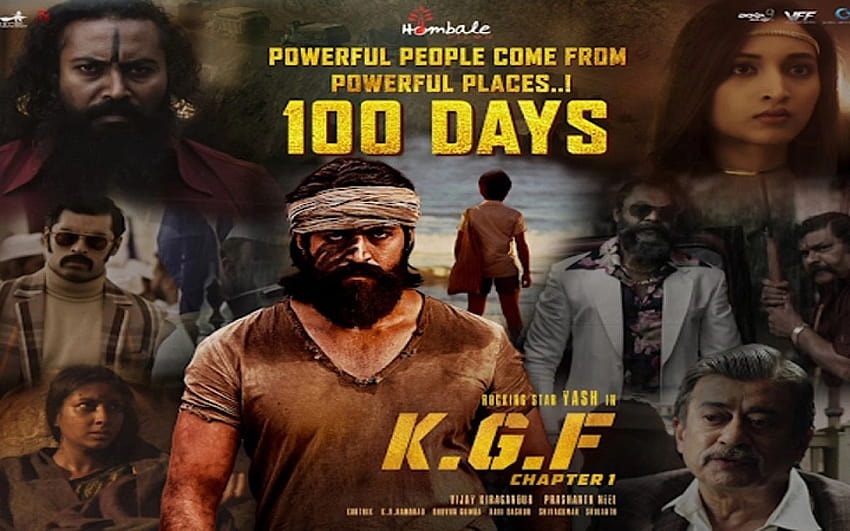 Hombale
VFF
POWERFUL PEOPLE COME FROM
POWERFUL PLACES..!
100 DAYS
ROCKING STAR YASH IN
K.G.F
CHAPTER 1
VIJAY KIRAGANDUR PRASHANTH NEEL